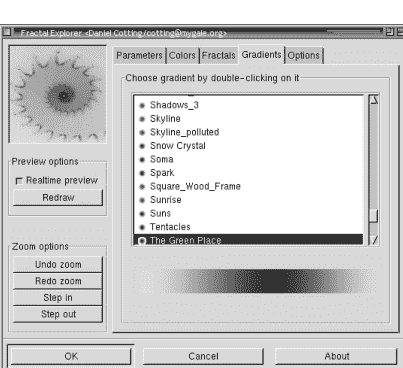 Fractal Explorer <Daniel Cotting/cotting@mygale.org>
Parameters Colors Fractals Gradients Options
Choose gradient by double-clicking on it
Shadows_3
Skyline
Skyline_polluted
Snow Crystal
Soma
Spark
Square_Wood_Frame
Sunrise
Suns
Tentacles
The Green Place
Preview options
Realtime preview
Redraw
Zoom options
Undo zoom
Redo zoom
Step in
Step out
OK Cancel About